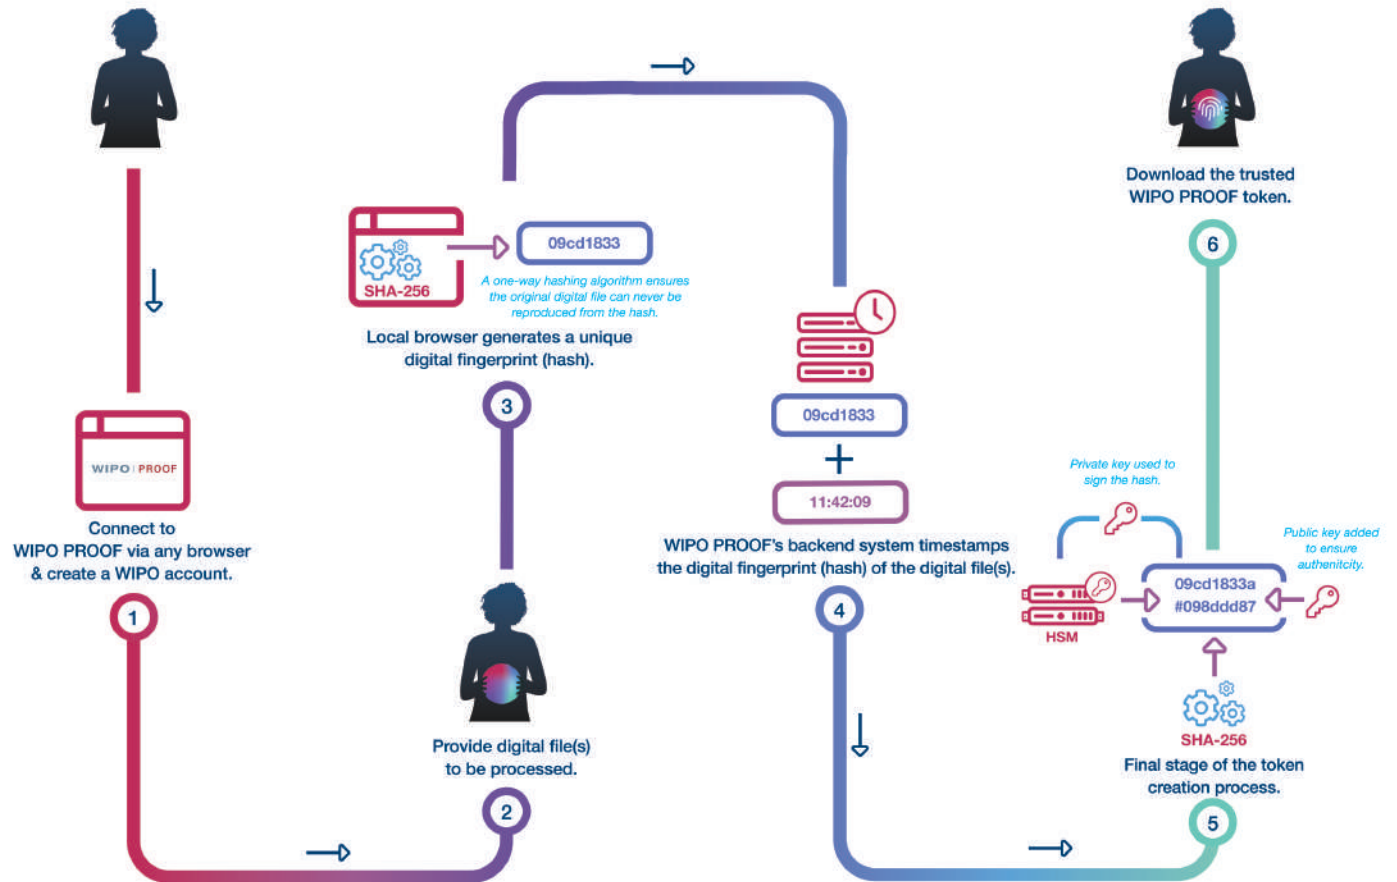 WIPO | PROOF
Connect to
WIPO PROOF via any browser
& create a WIPO account.
1
Provide digital file(s)
to be processed.
2
SHA-256
09cd1833
A one-way hashing algorithm ensures
the original digital file can never be
reproduced from the hash.
Local browser generates a unique
digital fingerprint (hash).
3
09cd1833
+
11:42:09
WIPO PROOF's backend system timestamps
the digital fingerprint (hash) of the digital file(s).
4
Private key used to
sign the hash.
Public key added
to ensure
authenitcity.
HSM
09cd1833a
#098ddd87
SHA-256
Final stage of the token
creation process.
5
Download the trusted
WIPO PROOF token.
6